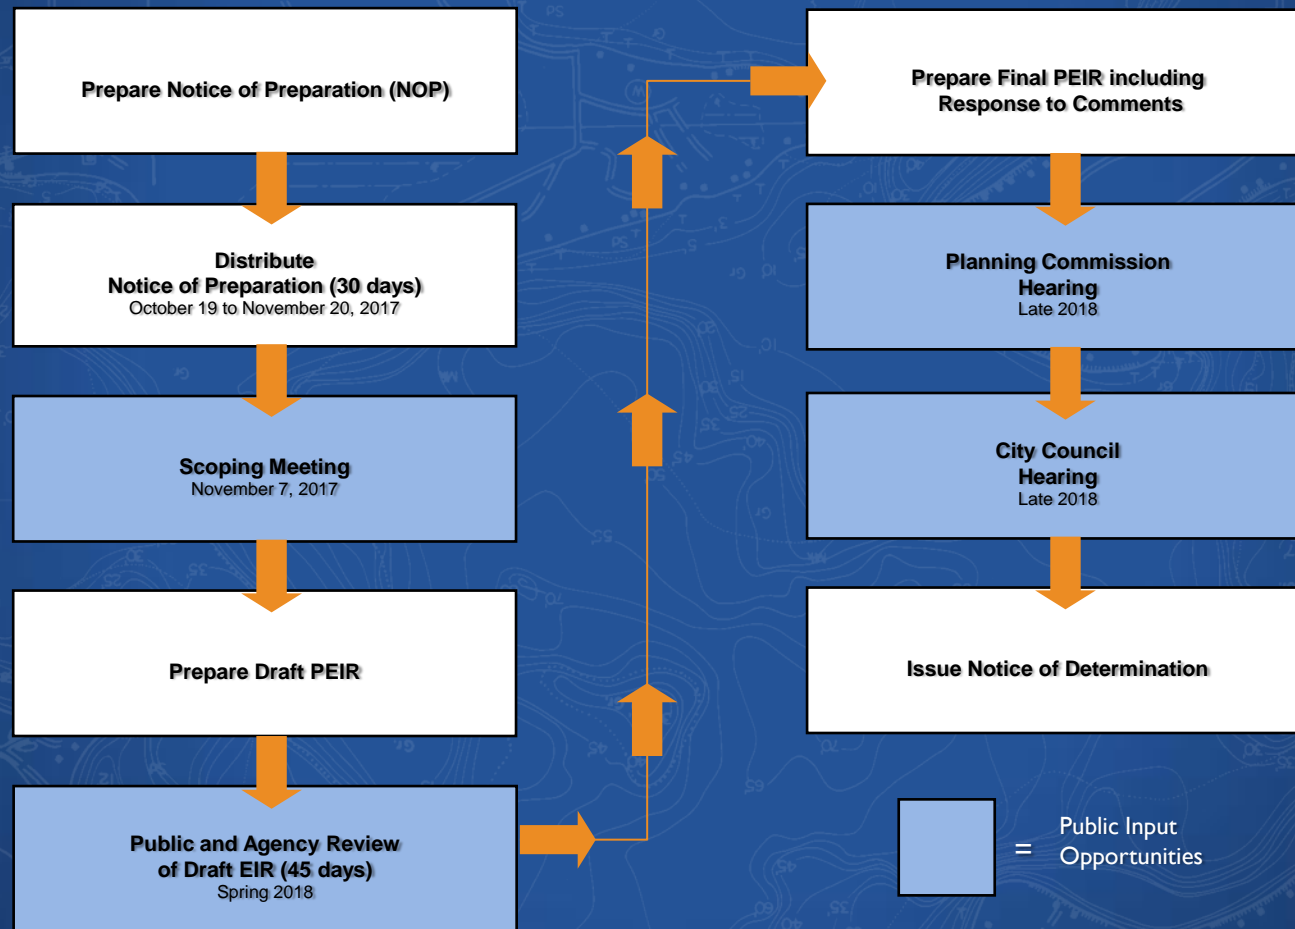 Prepare Notice of Preparation (NOP)
Distribute
Notice of Preparation (30 days)
October 19 to November 20, 2017
Scoping Meeting
November 7, 2017
Prepare Draft PEIR
Public and Agency Review
of Draft EIR (45 days)
Spring 2018
Prepare Final PEIR including
Response to Comments
Planning Commission
Hearing
Late 2018
City Council
Hearing
Late 2018
Issue Notice of Determination
= Public Input
Opportunities